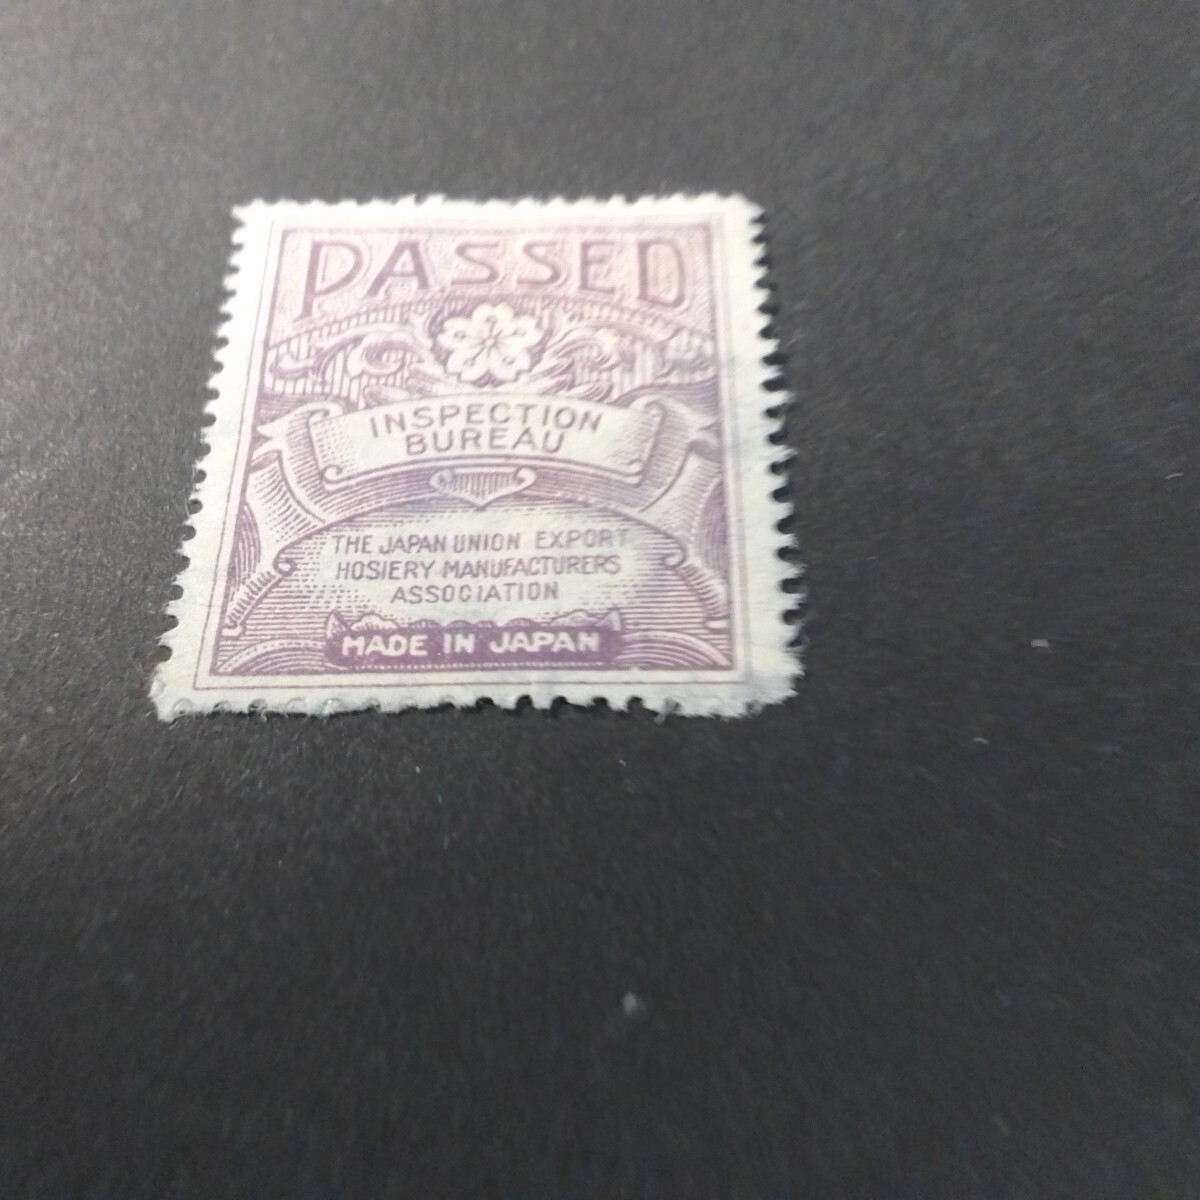 PASSED
INSPECTION
BUREAU
THE JAPAN UNION EXPORT
HOSIERY MANUFACTURERS
ASSOCIATION
MADE IN JAPAN